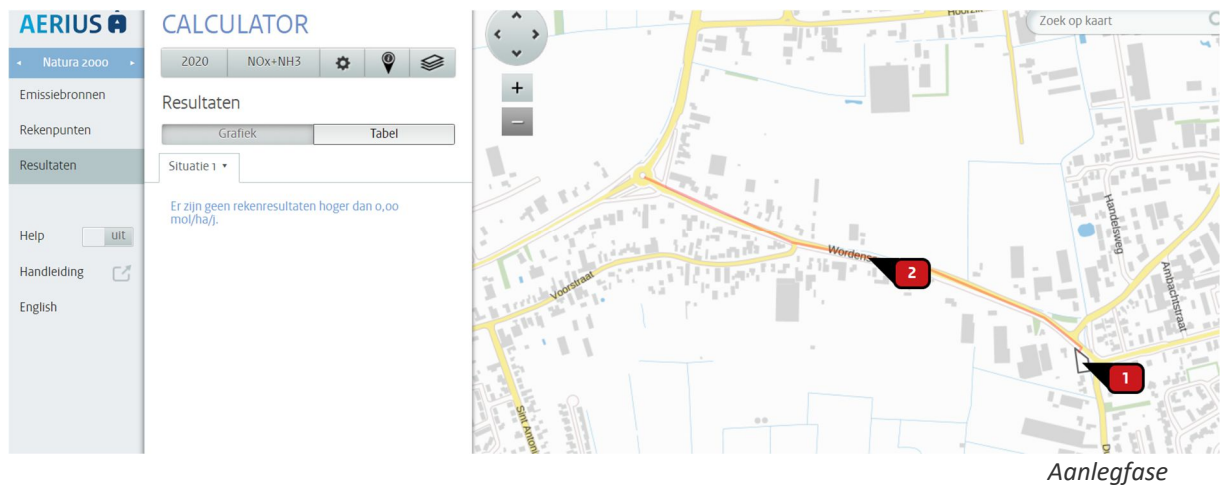 AERIUS
CALCULATOR
Natura 2000
2020
NOx+NH3
Emissiebronnen
Rekenpunten
Resultaten
Resultaten
Grafiek
Tabel
Situatie 1
Er zijn geen rekenresultaten hoger dan 0,00
mol/ha/j.
Help
uit
Handleiding
English
Zoek op kaart
+
−
Handelsweg
Ambachtstraat
Voorstraat
2
1
Aanlegfase